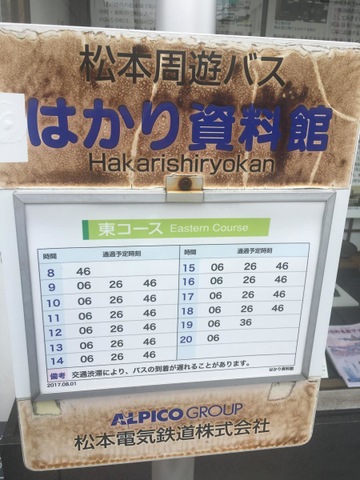 松本周遊バス
はかり資料館
Hakarishiryokan
東コース Eastern Course
時間 通過予定時刻 時間 通過予定時刻
8 46 15 06 26 46
9 06 26 46 16 06 26 46
10 06 26 46 17 06 26 46
11 06 26 46 18 06 26 46
12 06 26 46 19 06 36
13 06 26 46 20 06
14 06 26 46
備考 交通渋滞により、バスの到着が遅れることがあります。
2017.08.01 はかり資料館
ALPICO GROUP
松本電気鉄道株式会社